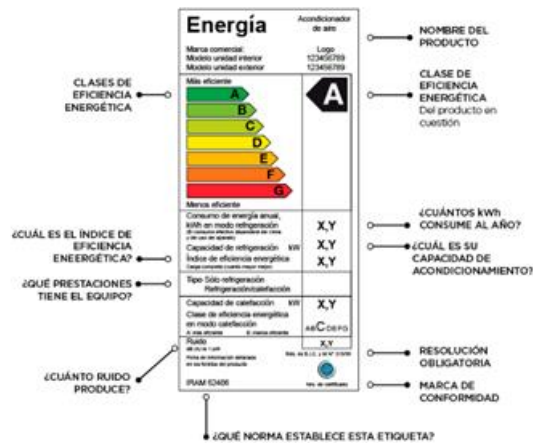 Energía
Acondicionador
de aire
Marca comercial:
Logo
Modelo unidad interior
123456789
Modelo unidad exterior
123456789
NOMBRE DEL
PRODUCTO
CLASES DE
EFICIENCIA
ENERGÉTICA
Más eficiente
A
B
C
D
E
F
G
Menos eficiente
A
CLASE DE
EFICIENCIA
ENERGÉTICA
Del producto en
cuestión
Consumo de energía anual,
kWh en modo refrigeración
X,Y
¿CUÁNTOS kWh
CONSUME AL AÑO?
¿CUÁL ES EL ÍNDICE DE
EFICIENCIA
ENEERGÉTICA?
Capacidad de refrigeración kW
X,Y
Índice de eficiencia energética
X,Y
¿CUÁL ES SU
CAPACIDAD DE
ACONDICIONAMIENTO?
¿QUÉ PRESTACIONES
TIENE EL EQUIPO?
Tipo Sólo refrigeración
Refrigeración/calefacción
Capacidad de calefacción kW
X,Y
Clase de eficiencia energética
en modo calefacción
ABCDEFG
Ruido
X,Y
¿CUÁNTO RUIDO
PRODUCE?
IRAM 62406
RESOLUCIÓN
OBLIGATORIA
MARCA DE
CONFORMIDAD
¿QUÉ NORMA ESTABLECE ESTA ETIQUETA?